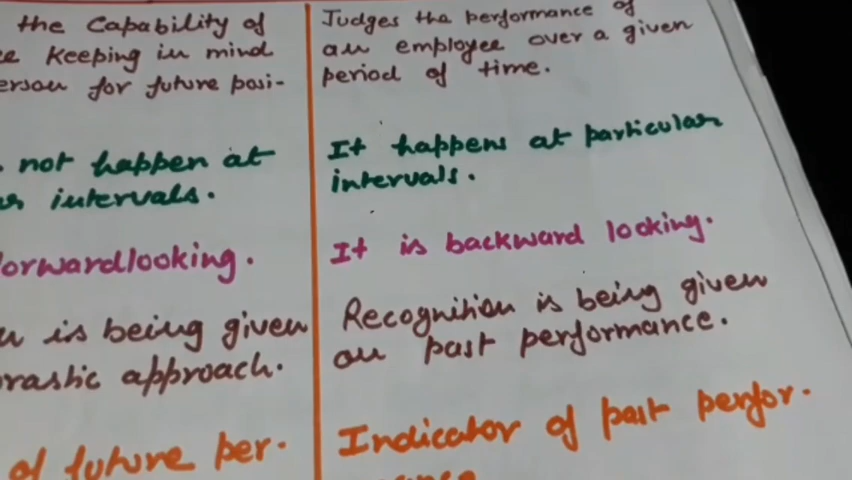 the Capability of
Keeping in mind
for future posi-
not happen at
intervals.
looking.
is being given
approach.
of future per-
Judges the performance of
an employee over a given
period of time.
It happens at particular
intervals.
It is backward looking.
Recognition is being given
on past performance.
Indicator of past perfor-